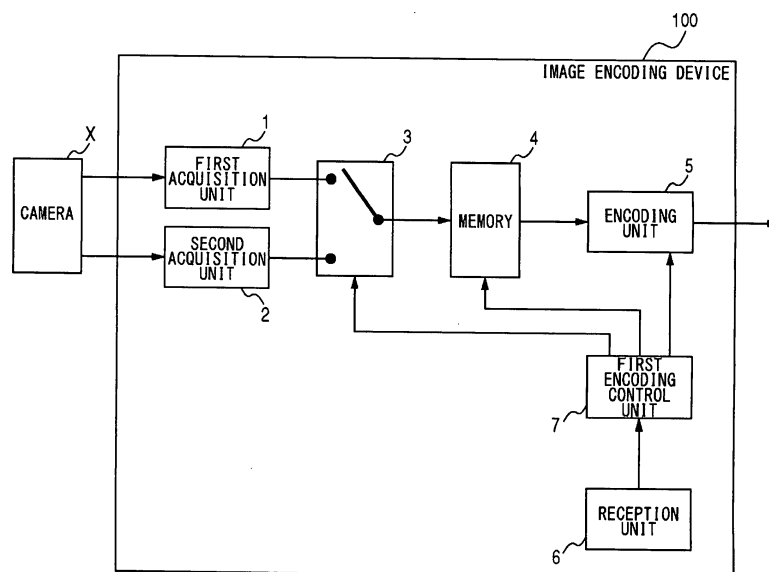 100
IMAGE ENCODING DEVICE
X
1
3
4
5
FIRST
ACQUISITION
UNIT
CAMERA
MEMORY
ENCODING
UNIT
SECOND
ACQUISITION
UNIT
2
FIRST
ENCODING
CONTROL
UNIT
7
RECEPTION
UNIT
6